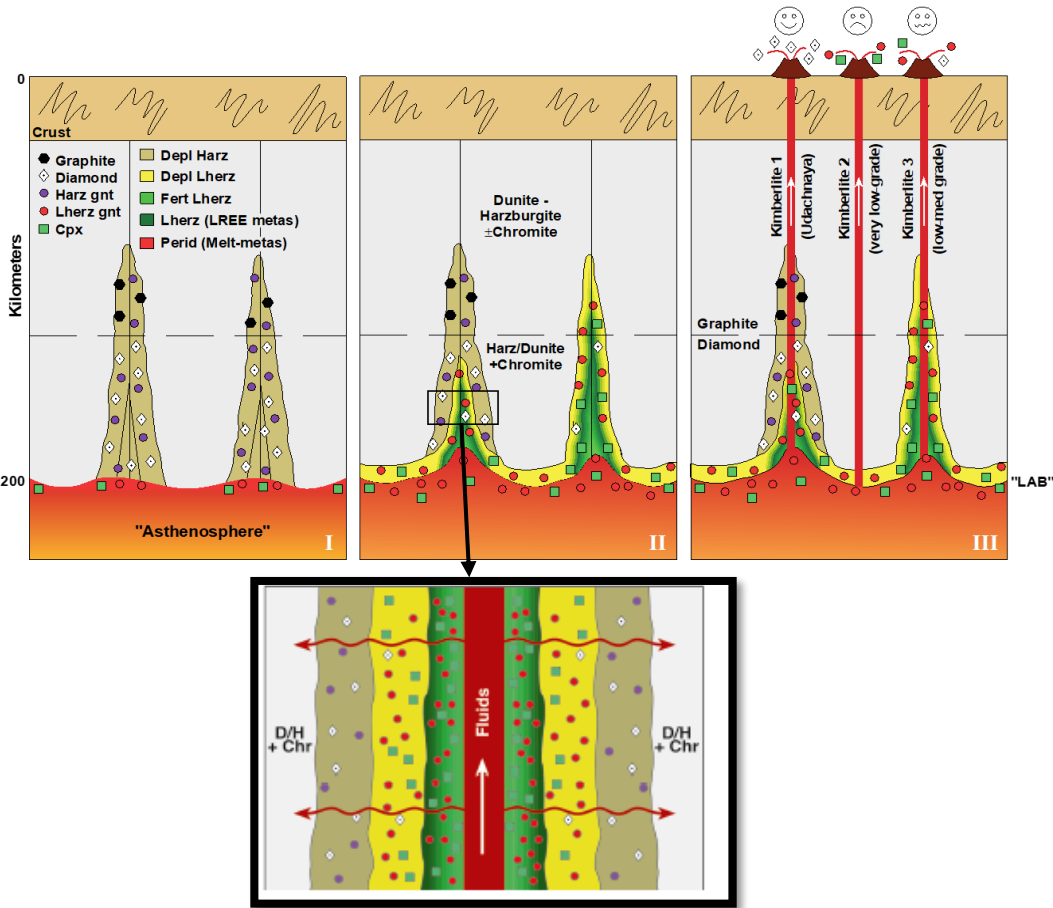 0
Kilometers
200
Crust
Graphite
Diamond
Harz gnt
Lherz gnt
Cpx
Depl Harz
Depl Lherz
Fert Lherz
Lherz (LREE metas)
Perid (Melt-metas)
"Asthenosphere"
I
Dunite -
Harzburgite
±Chromite
Harz/Dunite
+Chromite
II
Kimberlite 1
(Udachnaya)
Kimberlite 2
(very low-grade)
Kimberlite 3
(low-med grade)
Graphite
Diamond
"LAB"
III
D/H
+ Chr
Fluids
D/H
+ Chr